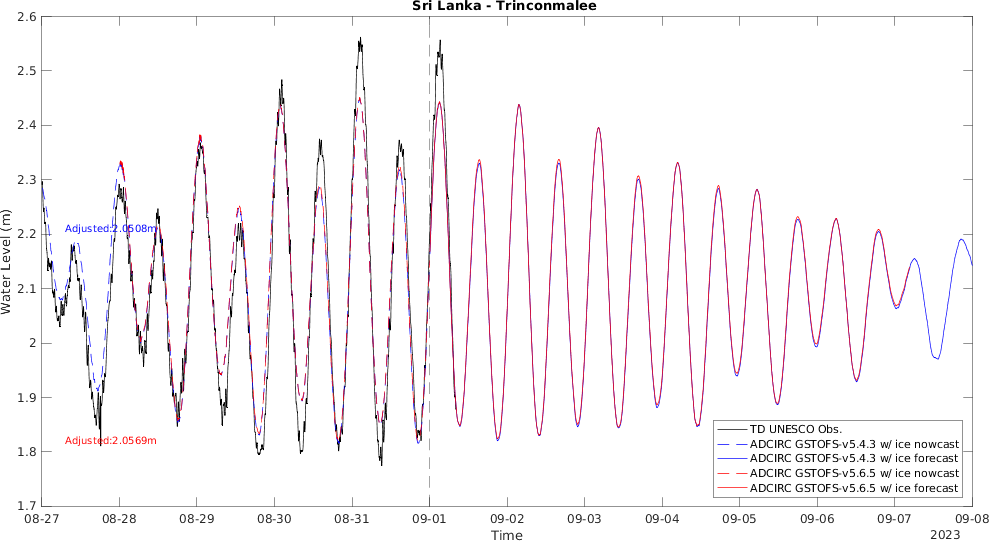 Sri Lanka - Trinconmalee
2.6
2.5
2.4
2.3
2.2
2.1
2
1.9
1.8
1.7
Water Level (m)
Adjusted:2.0508m
Adjusted:2.0569m
TD UNESCO Obs.
ADCIRC GSTOFS-v5.4.3 w/ ice nowcast
ADCIRC GSTOFS-v5.4.3 w/ ice forecast
ADCIRC GSTOFS-v5.6.5 w/ ice nowcast
ADCIRC GSTOFS-v5.6.5 w/ ice forecast
08-27 08-28 08-29 08-30 08-31 09-01 09-02 09-03 09-04 09-05 09-06 09-07 09-08
Time
2023